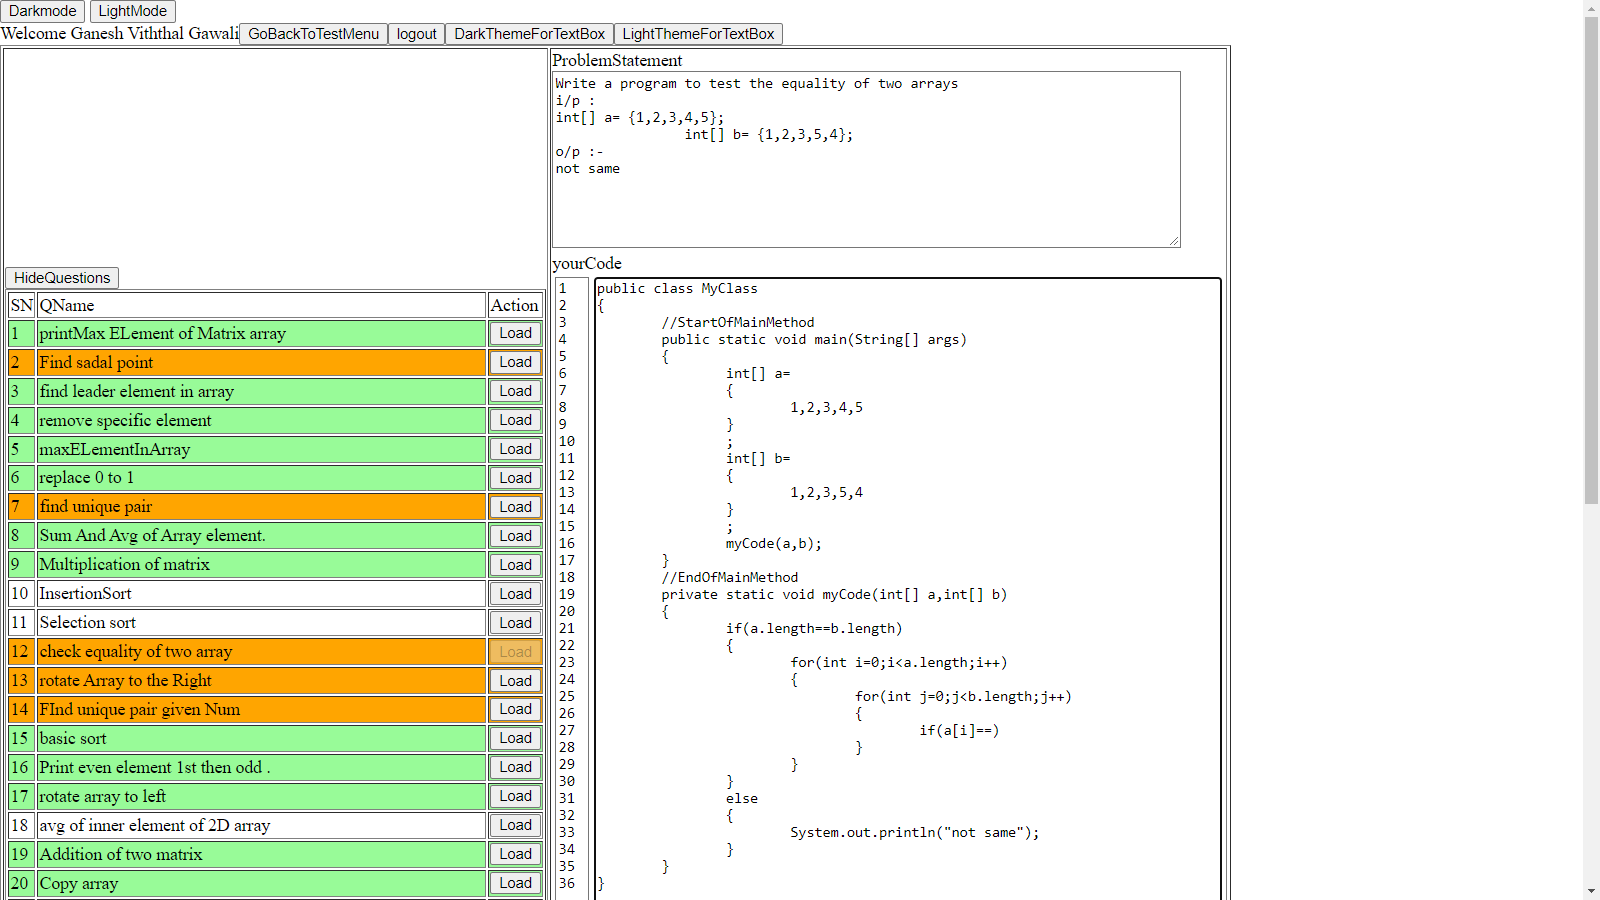 Darkmode LightMode
Welcome Ganesh Viththal Gawali GoBackToTestMenu logout DarkThemeForTextBox LightThemeForTextBox
HideQuestions
SN QName Action
1 printMax ELement of Matrix array Load
2 Find sadal point Load
3 find leader element in array Load
4 remove specific element Load
5 maxELementInArray Load
6 replace 0 to 1 Load
7 find unique pair Load
8 Sum And Avg of Array element. Load
9 Multiplication of matrix Load
10 InsertionSort Load
11 Selection sort Load
12 check equality of two array Load
13 rotate Array to the Right Load
14 FInd unique pair given Num Load
15 basic sort Load
16 Print even element 1st then odd . Load
17 rotate array to left Load
18 avg of inner element of 2D array Load
19 Addition of two matrix Load
20 Copy array Load
ProblemStatement
Write a program to test the equality of two arrays
i/p :
int[] a= {1,2,3,4,5};
int[] b= {1,2,3,5,4};
o/p :-
not same
yourCode
1 public class MyClass
2 {
3 //StartOfMainMethod
4 public static void main(String[] args)
5 {
6 int[] a=
7 {
8 1,2,3,4,5
9 }
10 ;
11 int[] b=
12 {
13 1,2,3,5,4
14 }
15 ;
16 myCode(a,b);
17 }
18 //EndOfMainMethod
19 private static void myCode(int[] a,int[] b)
20 {
21 if(a.length==b.length)
22 {
23 for(int i=0;i<a.length;i++)
24 {
25 for(int j=0;j<b.length;j++)
26 {
27 if(a[i]==)
28 }
29 }
30 }
31 else
32 {
33 System.out.println("not same");
34 }
35 }
36 }